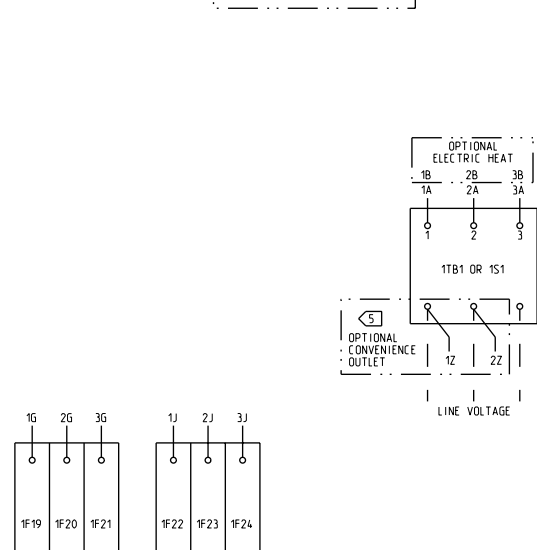 OPTIONAL
ELECTRIC HEAT
1B 2B 3B
1A 2A 3A
1 2 3
1TB1 OR 1S1
5
OPTIONAL
CONVENIENCE
OUTLET
1Z 2Z
LINE VOLTAGE
1G 2G 3G 1J 2J 3J
1F19 1F20 1F21 1F22 1F23 1F24